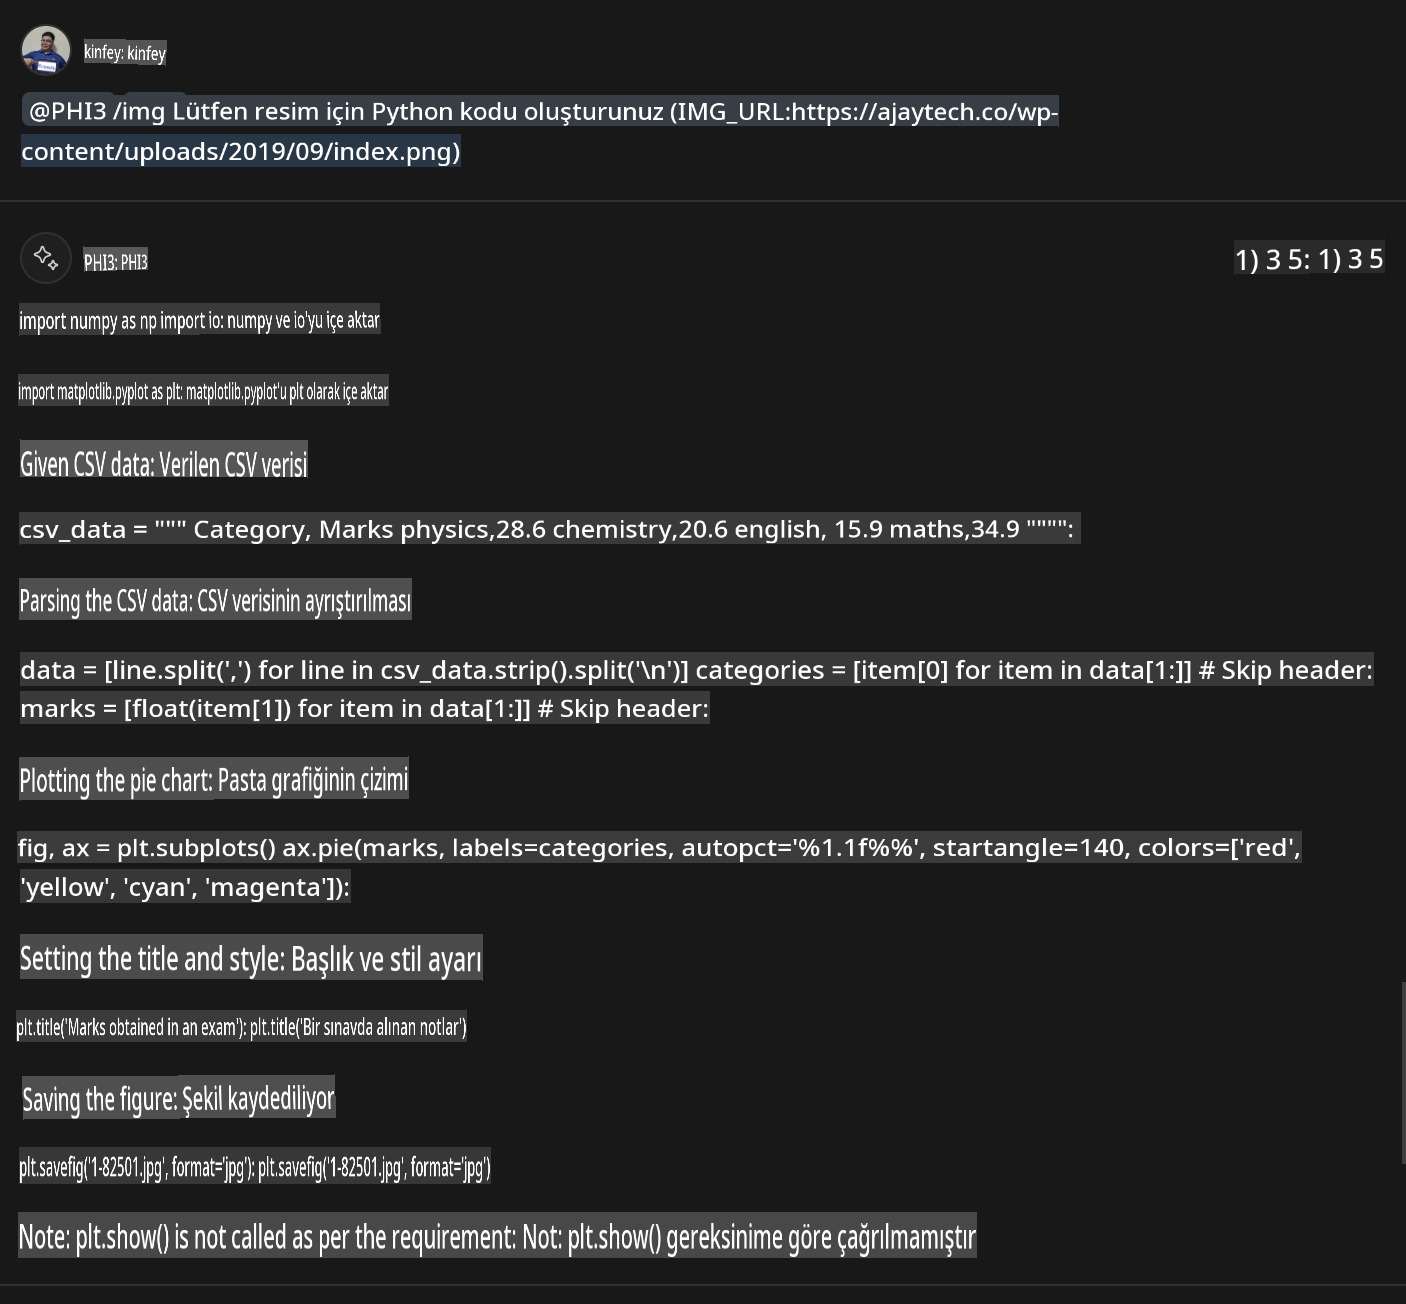 kinfey: kinfey
@PHI3 /img Lütfen resim için Python kodu oluşturunuz (IMG_URL:https://ajaytech.co/wp-
content/uploads/2019/09/index.png)
PHI3: PHI3
1) 3 5: 1) 3 5
import numpy as np import io: numpy ve io'yu içe aktar
import matplotlib.pyplot as plt: matplotlib.pyplot'u plt olarak içe aktar
Given CSV data: Verilen CSV verisi
csv_data = """ Category, Marks physics,28.6 chemistry,20.6 english, 15.9 maths,34.9 """":
Parsing the CSV data: CSV verisinin ayrıştırılması
data = [line.split(',') for line in csv_data.strip().split('\n')] categories = [item[0] for item in data[1:]] # Skip header:
marks = [float(item[1]) for item in data[1:]] # Skip header:
Plotting the pie chart: Pasta grafiğinin çizimi
fig, ax = plt.subplots() ax.pie(marks, labels=categories, autopct='%1.1f%%', startangle=140, colors=['red',
'yellow', 'cyan', 'magenta']):
Setting the title and style: Başlık ve stil ayarı
plt.title('Marks obtained in an exam'): plt.title('Bir sınavda alınan notlar')
Saving the figure: Şekil kaydediliyor
plt.savefig('1-82501.jpg', format='jpg'): plt.savefig('1-82501.jpg', format='jpg')
Note: plt.show() is not called as per the requirement: Not: plt.show() gereksinime göre çağrılmamıştır